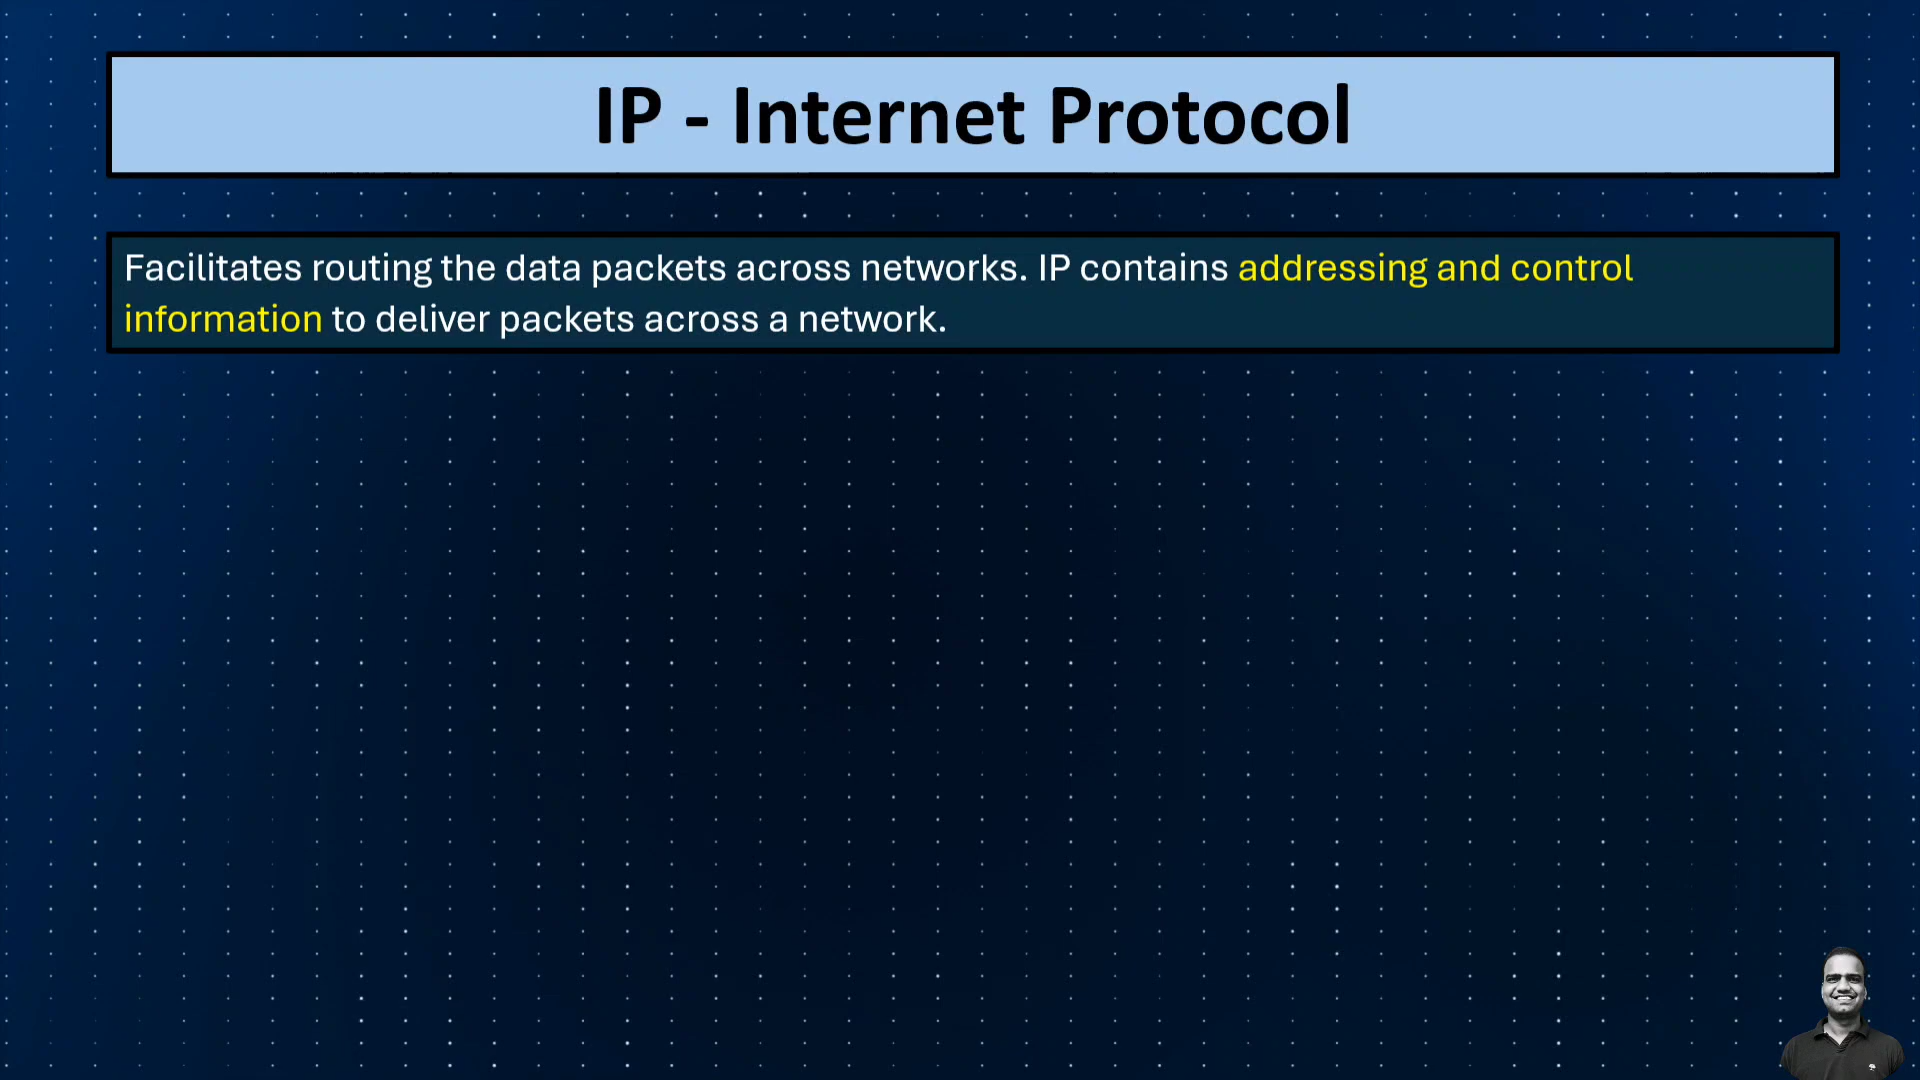 IP - Internet Protocol
Facilitates routing the data packets across networks. IP contains addressing and control
information to deliver packets across a network.